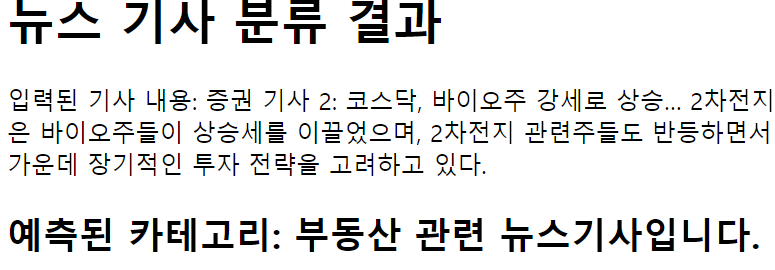 뉴스 기사 분류 결과
입력된 기사 내용: 증권 기사 2: 코스닥, 바이오주 강세로 상승... 2차전지
은 바이오주들이 상승세를 이끌었으며, 2차전지 관련주들도 반등하면서
가운데 장기적인 투자 전략을 고려하고 있다.
예측된 카테고리: 부동산 관련 뉴스기사입니다.